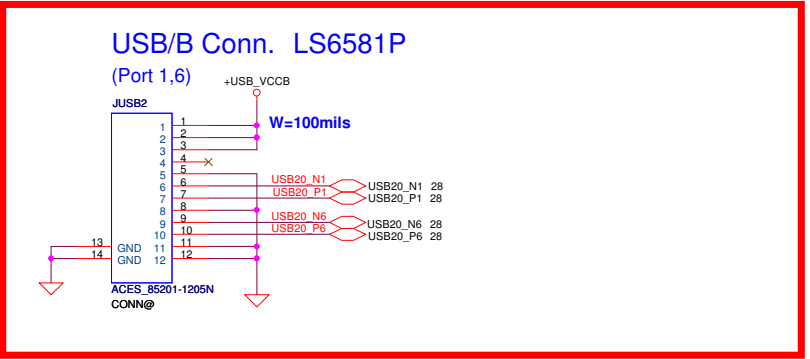 USB/B Conn. LS6581P
(Port 1,6)
+USB_VCCB
JUSB2
W=100mils
1 1
2 2
3 3
4 4
5 5
6 6 USB20_N1 USB20_N1 28
7 7 USB20_P1 USB20_P1 28
8 8
9 9 USB20_N6 USB20_N6 28
10 10 USB20_P6 USB20_P6 28
13 GND 11 11
14 GND 12 12
ACES_85201-1205N
CONN@